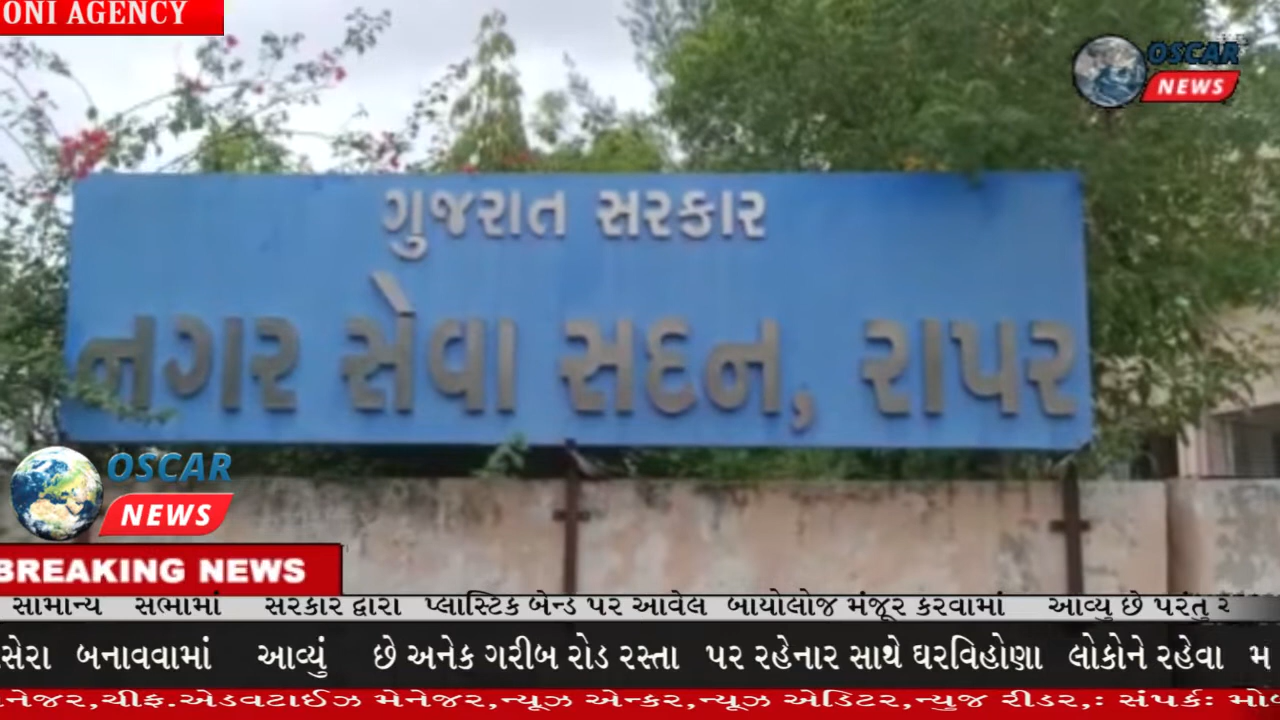 ONI AGENCY
OSCAR
NEWS
ગુજરાત સરકાર
નગર સેવા સદન, રાપર
OSCAR
NEWS
BREAKING NEWS
સામાન્ય સભામાં સરકાર દ્વારા પ્લાસ્ટિક બેન્ડ પર આવેલ બાયોલોજ મંજૂર કરવામાં આવ્યુ છે પરંતુ
સેરા બનાવવામાં આવ્યું છે અનેક ગરીબ રોડ રસ્તા પર રહેનાર સાથે ઘરવિહોણા લોકોને રહેવા મ
નેજર,ચીફ.એડવટાઈઝ મેનેજર,ન્યૂઝ એન્કર,ન્યૂઝ એડિટર,ન્યુજ રીડર,: સંપર્ક: મોબ